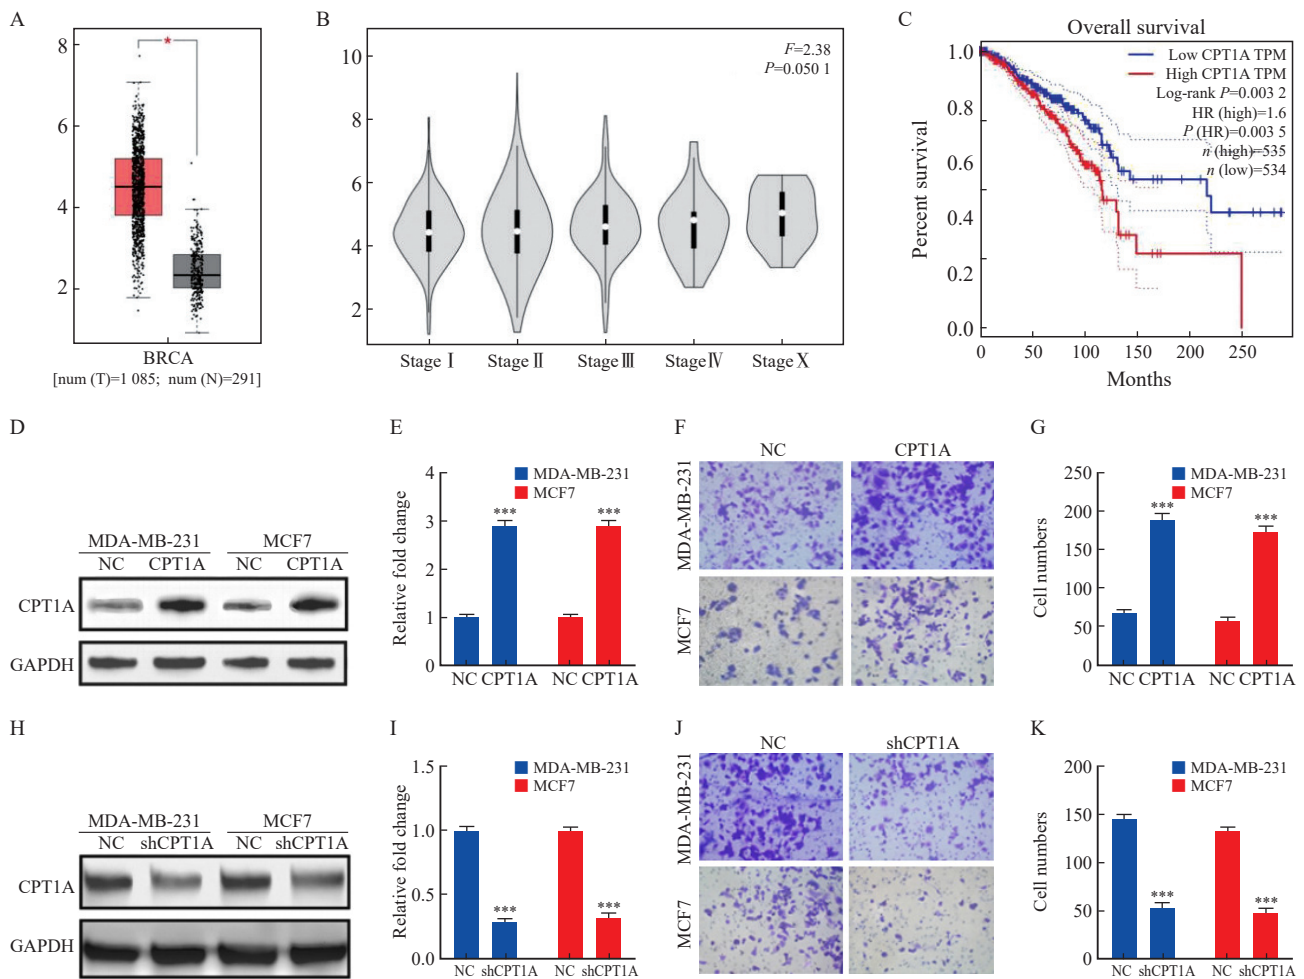 A
8
6
4
2
*
BRCA
[num (T)=1 085; num (N)=291]
B
10
8
6
4
2
F=2.38
P=0.050 1
Stage Ⅰ
Stage Ⅱ
Stage Ⅲ
Stage Ⅳ
Stage Ⅹ
C
Overall survival
Percent survival
1.0
0.8
0.6
0.4
0.2
0.0
Low CPT1A TPM
High CPT1A TPM
Log-rank P=0.003 2
HR (high)=1.6
P (HR)=0.003 5
n (high)=535
n (low)=534
0 50 100 150 200 250
Months
D
MDA-MB-231 MCF7
NC CPT1A NC CPT1A
CPT1A
GAPDH
E
Relative fold change
4
3
2
1
0
MDA-MB-231
MCF7
*** ***
NC CPT1A NC CPT1A
F
NC CPT1A
MDA-MB-231
MCF7
G
Cell numbers
250
200
150
100
50
0
MDA-MB-231
MCF7
*** ***
NC CPT1A NC CPT1A
H
MDA-MB-231 MCF7
NC shCPT1A NC shCPT1A
CPT1A
GAPDH
I
Relative fold change
1.5
1.0
0.5
0.0
MDA-MB-231
MCF7
*** ***
NC shCPT1A NC shCPT1A
J
NC shCPT1A
MDA-MB-231
MCF7
K
Cell numbers
200
150
100
50
0
MDA-MB-231
MCF7
*** ***
NC shCPT1A NC shCPT1A